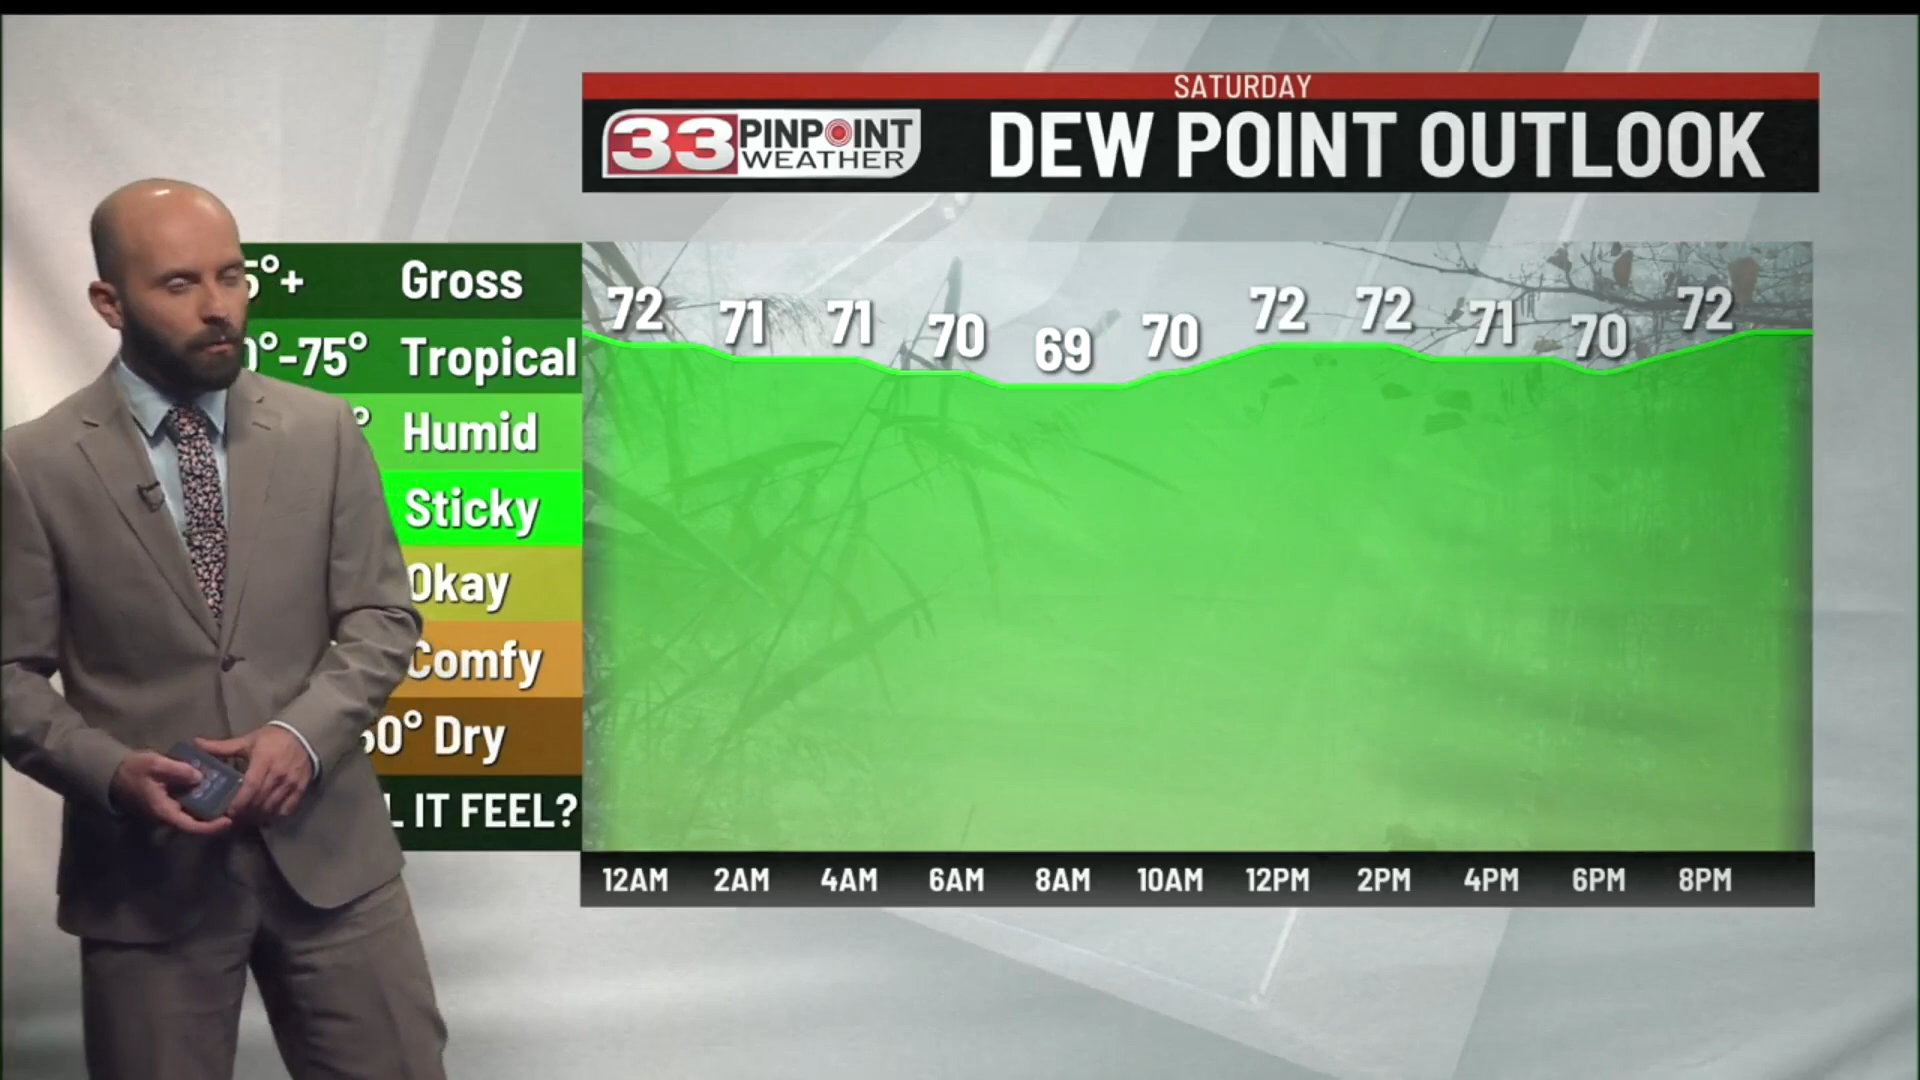 SATURDAY
33 PINPOINT WEATHER
DEW POINT OUTLOOK
5°+ Gross
0°-75° Tropical
° Humid
Sticky
Okay
Comfy
50° Dry
L IT FEEL?
72 71 71 70 69 70 72 72 71 70 72
12AM 2AM 4AM 6AM 8AM 10AM 12PM 2PM 4PM 6PM 8PM